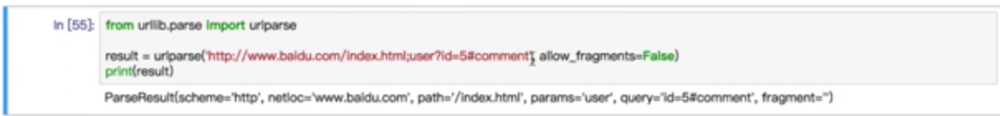 In [55]: from urllib.parse import urlparse
result = urlparse('http://www.baidu.com/index.html;user?id=5#comment', allow_fragments=False)
print(result)
ParseResult(scheme='http', netloc='www.baidu.com', path='/index.html', params='user', query='id=5#comment', fragment='')